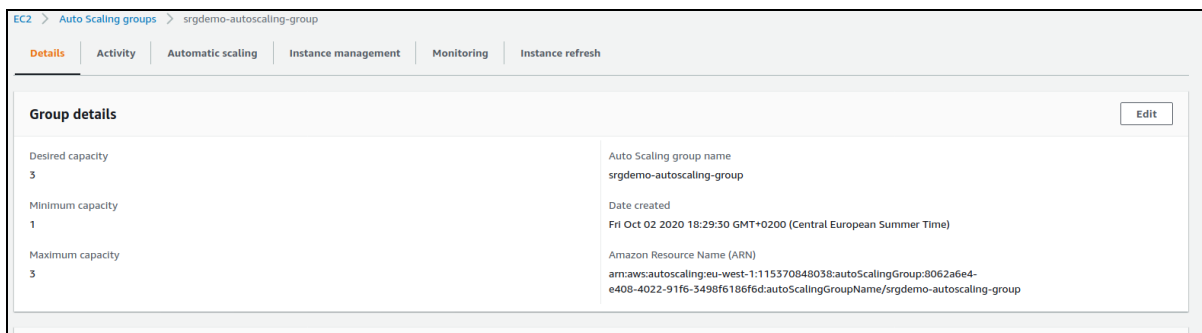 EC2 > Auto Scaling groups > srgdemo-autoscaling-group
Details Activity Automatic scaling Instance management Monitoring Instance refresh
Group details
Edit
Desired capacity
3
Minimum capacity
1
Maximum capacity
3
Auto Scaling group name
srgdemo-autoscaling-group
Date created
Fri Oct 02 2020 18:29:30 GMT+0200 (Central European Summer Time)
Amazon Resource Name (ARN)
arn:aws:autoscaling:eu-west-1:115370848038:autoScalingGroup:8062a6e4-
e408-4022-91f6-3498f6186f6d:autoScalingGroupName/srgdemo-autoscaling-group